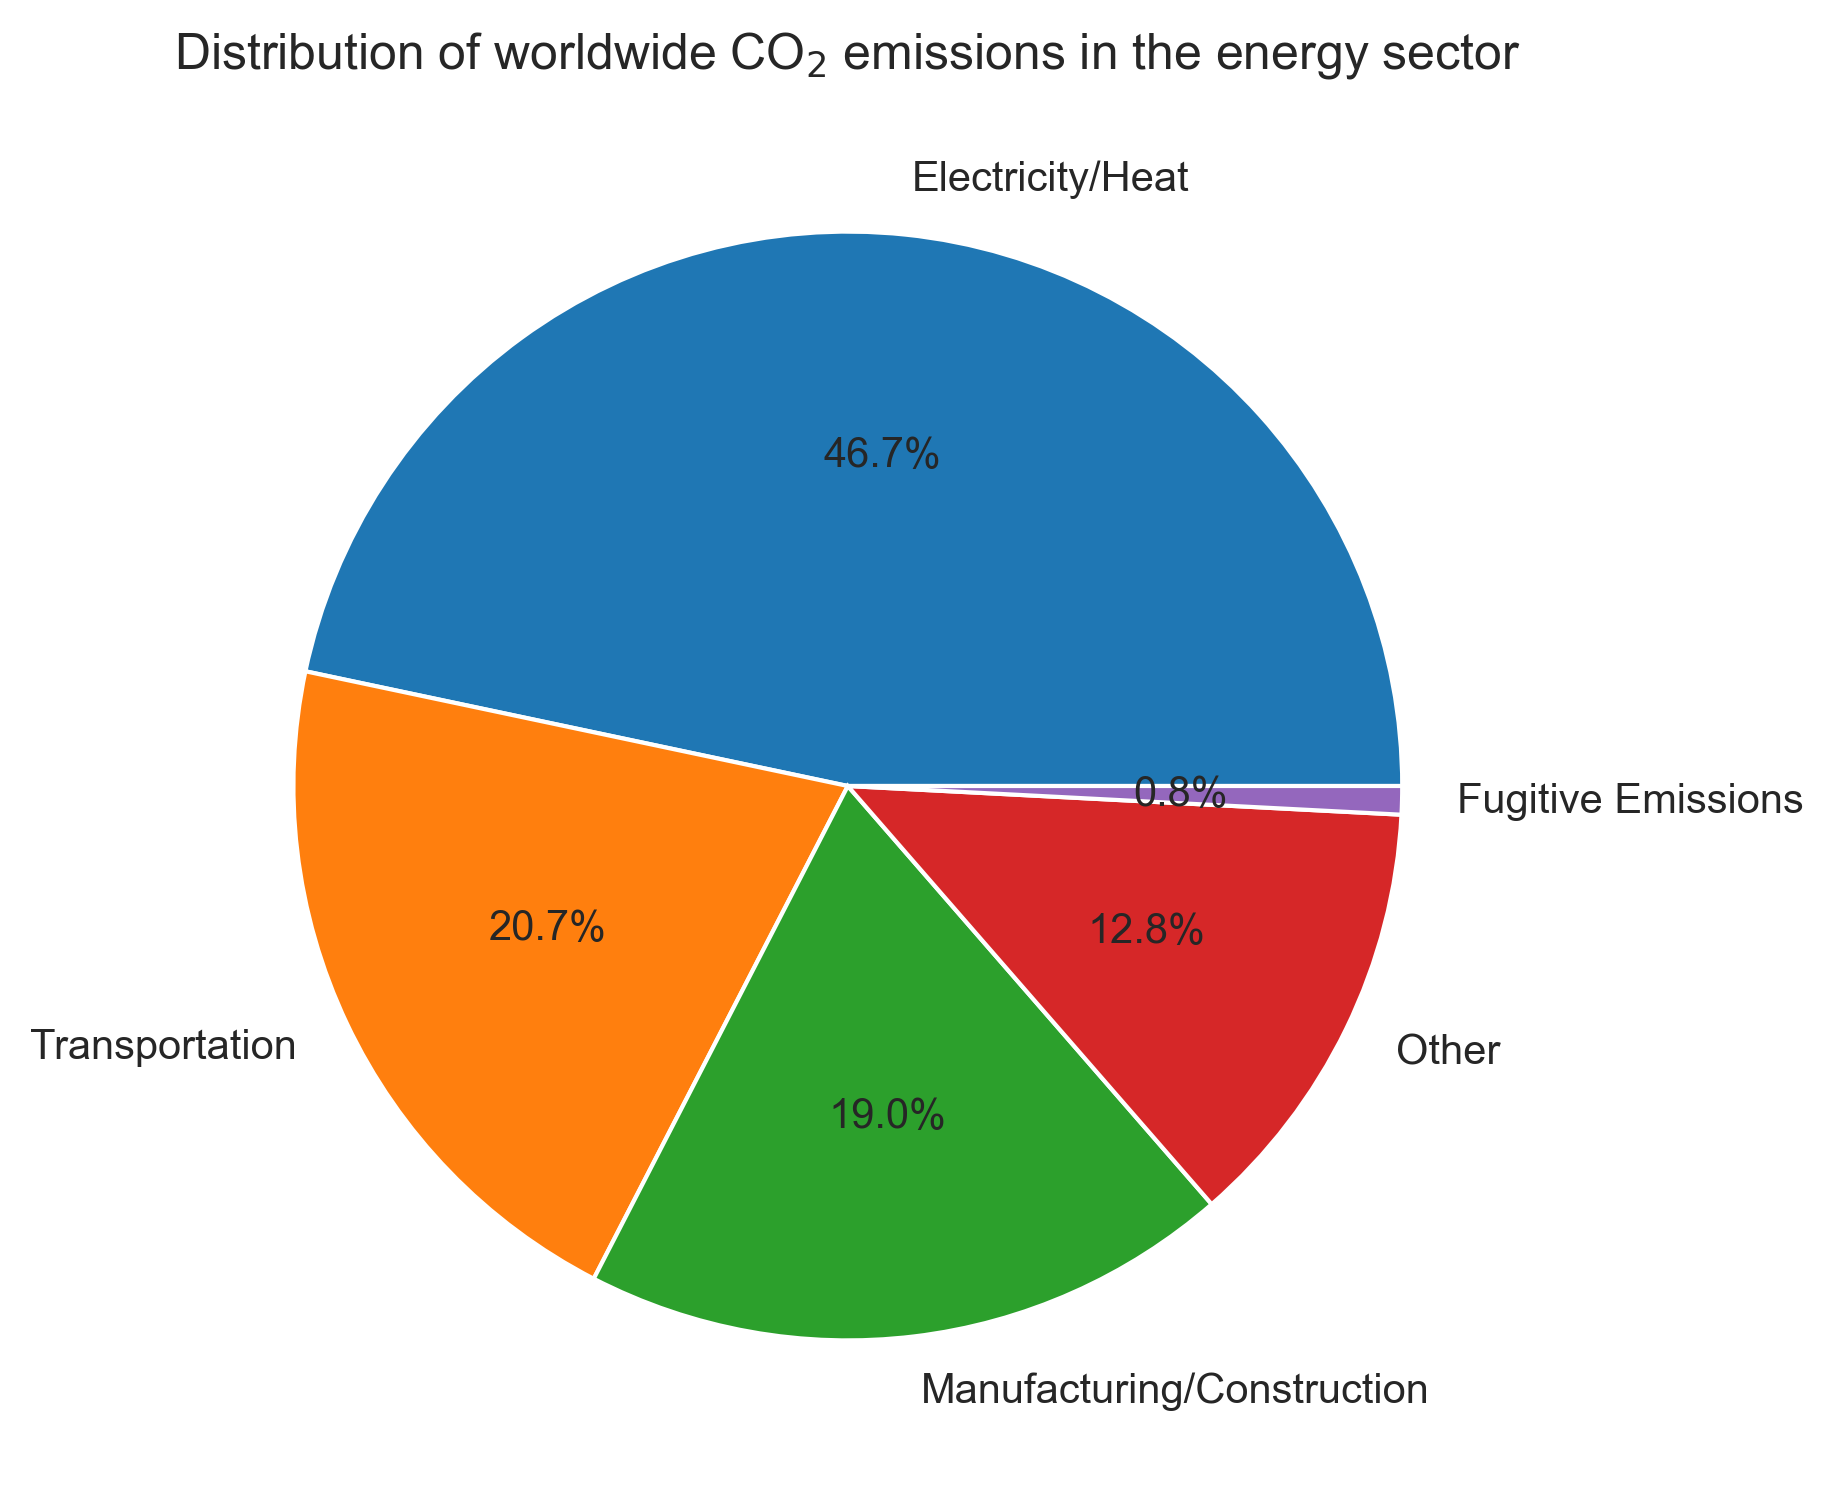 Distribution of worldwide CO₂ emissions in the energy sector
Electricity/Heat
46.7%
0.8%
Fugitive Emissions
20.7%
12.8%
Transportation
Other
19.0%
Manufacturing/Construction